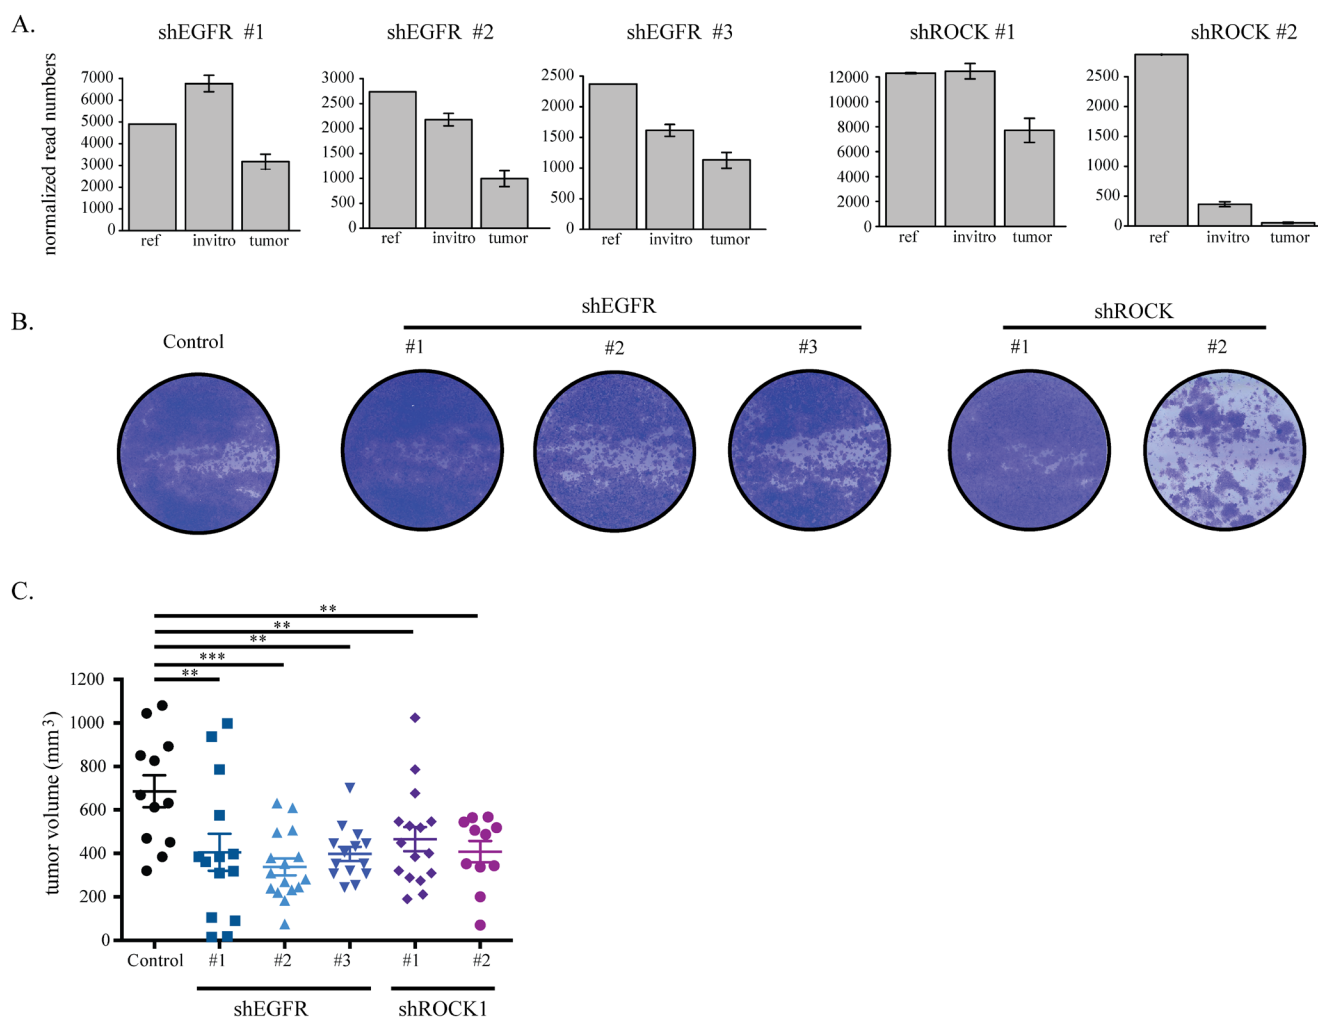 A.
shEGFR #1
shEGFR #2
shEGFR #3
shROCK #1
shROCK #2
normalized read numbers
7000
6000
5000
4000
3000
2000
1000
0
ref invitro tumor
3000
2500
2000
1500
1000
500
0
ref invitro tumor
2500
2000
1500
1000
500
0
ref invitro tumor
12000
10000
8000
6000
4000
2000
0
ref invitro tumor
2500
2000
1500
1000
500
0
ref invitro tumor
B.
Control
shEGFR
#1 #2 #3
shROCK
#1 #2
C.
**
**
**
***
**
tumor volume (mm3)
1200
1000
800
600
400
200
0
Control #1 #2 #3 #1 #2
shEGFR shROCK1